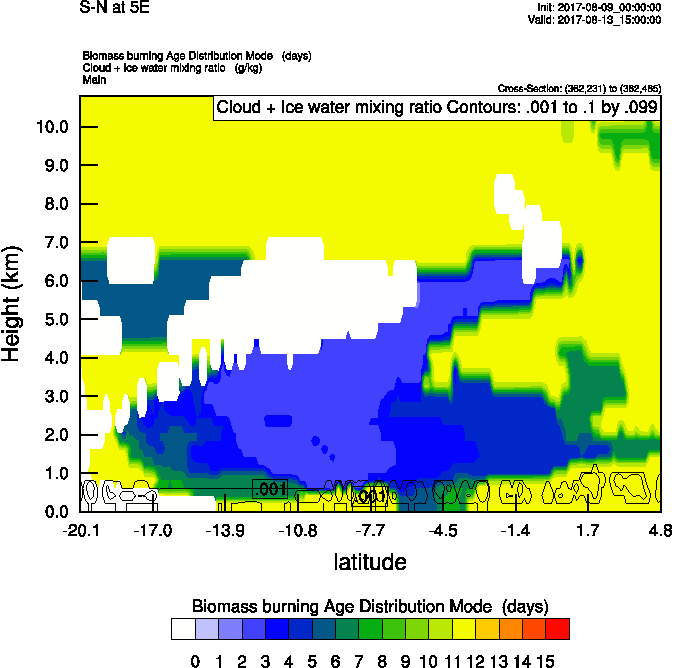 S-N at 5E
Init: 2017-08-09_00:00:00
Valid: 2017-08-13_15:00:00
Biomass burning Age Distribution Mode (days)
Cloud + Ice water mixing ratio (g/kg)
Main
Cross-Section: (362,231) to (362,485)
Cloud + Ice water mixing ratio Contours: .001 to .1 by .099
10.0
9.0
8.0
7.0
6.0
5.0
4.0
3.0
2.0
1.0
0.0
Height (km)
.001
.001
-20.1 -17.0 -13.9 -10.8 -7.7 -4.5 -1.4 1.7 4.8
latitude
Biomass burning Age Distribution Mode (days)
0 1 2 3 4 5 6 7 8 9 10 11 12 13 14 15